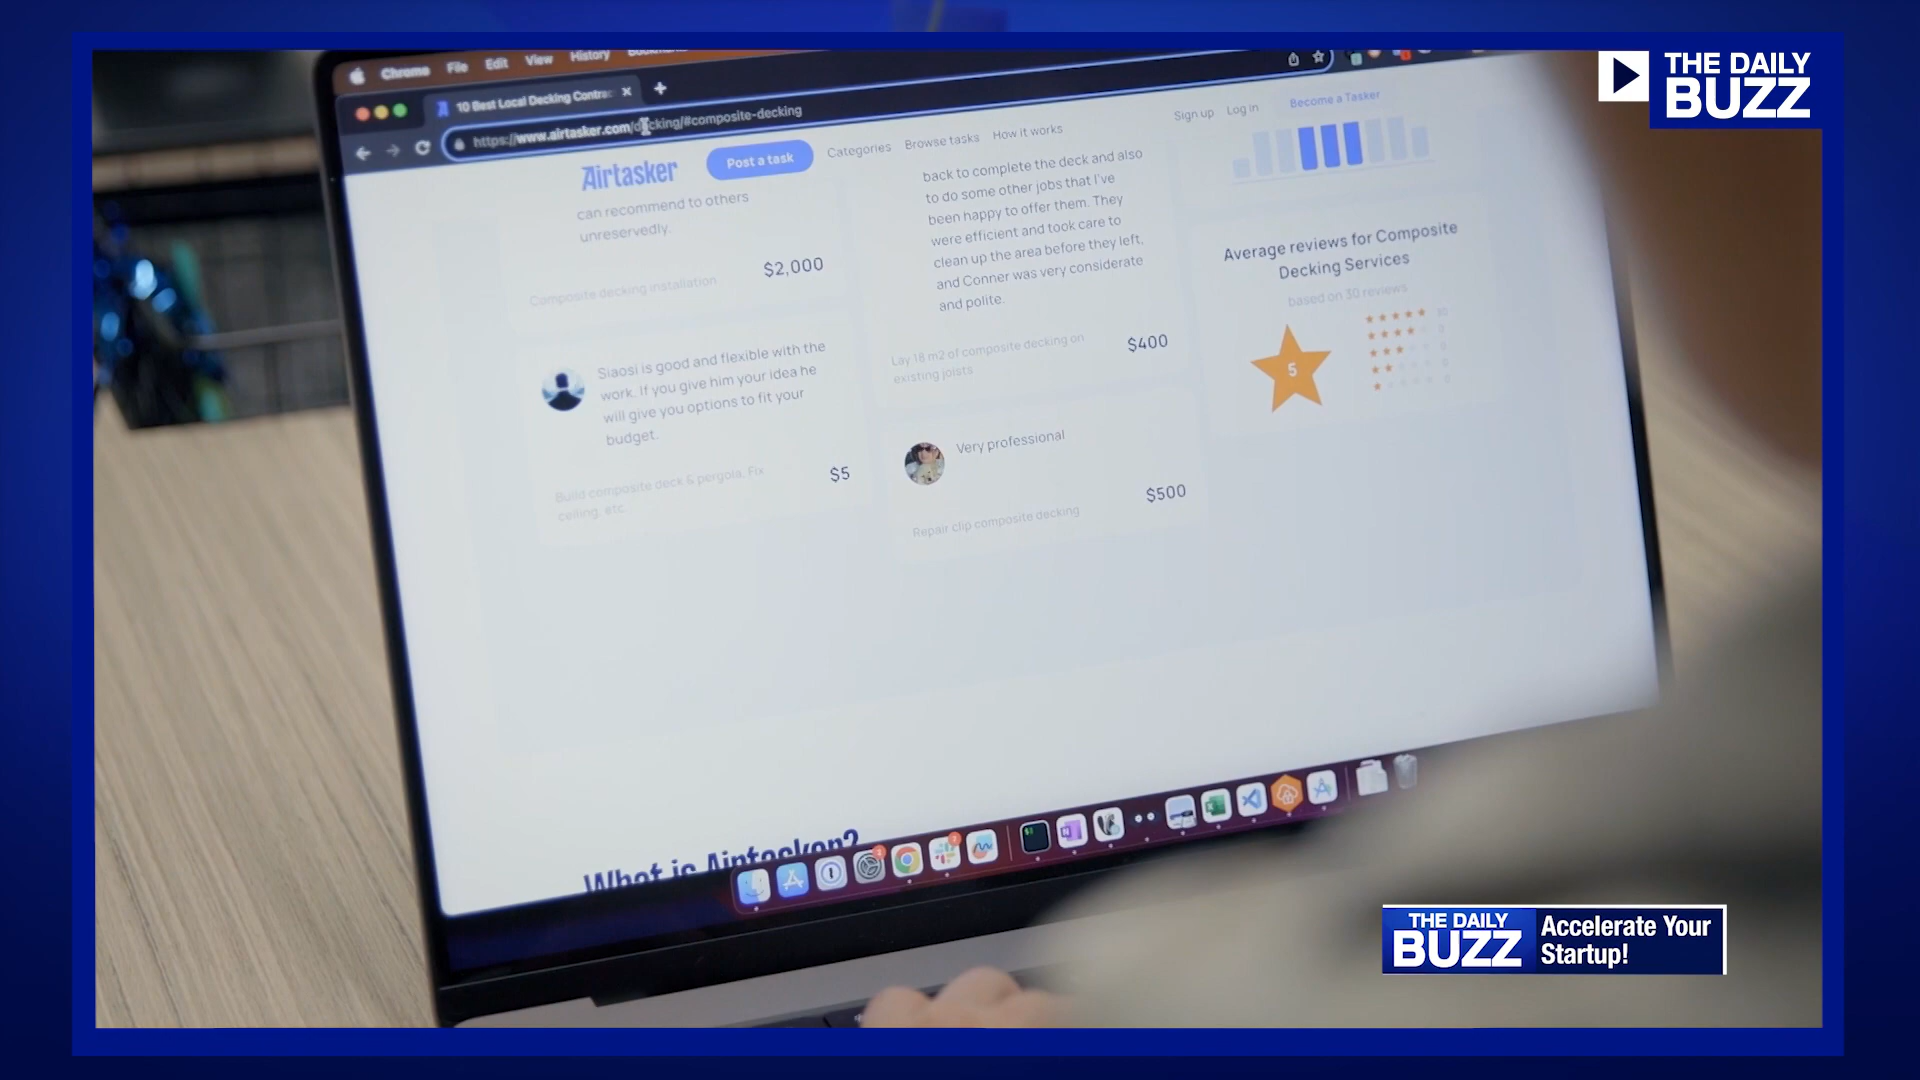 THE DAILY
BUZZ
Chrome File Edit View History
10 Best Local Decking Contrac
https://www.airtasker.com/decking/#composite-decking
Airtasker
Post a task
Categories
Browse tasks
How it works
Sign up
Log in
Become a Tasker
can recommend to others
unreservedly.
Composite decking installation
$2,000
Siaosi is good and flexible with the
work. If you give him your idea he
will give you options to fit your
budget.
Build composite deck & pergola, Fix
ceiling, etc.
$5
back to complete the deck and also
to do some other jobs that I've
been happy to offer them. They
were efficient and took care to
clean up the area before they left,
and Conner was very considerate
and polite.
Lay 18 m2 of composite decking on
existing joists
$400
Very professional
Repair clip composite decking
$500
Average reviews for Composite
Decking Services
based on 30 reviews
5
What is Airtasker?
THE DAILY
BUZZ
Accelerate Your
Startup!